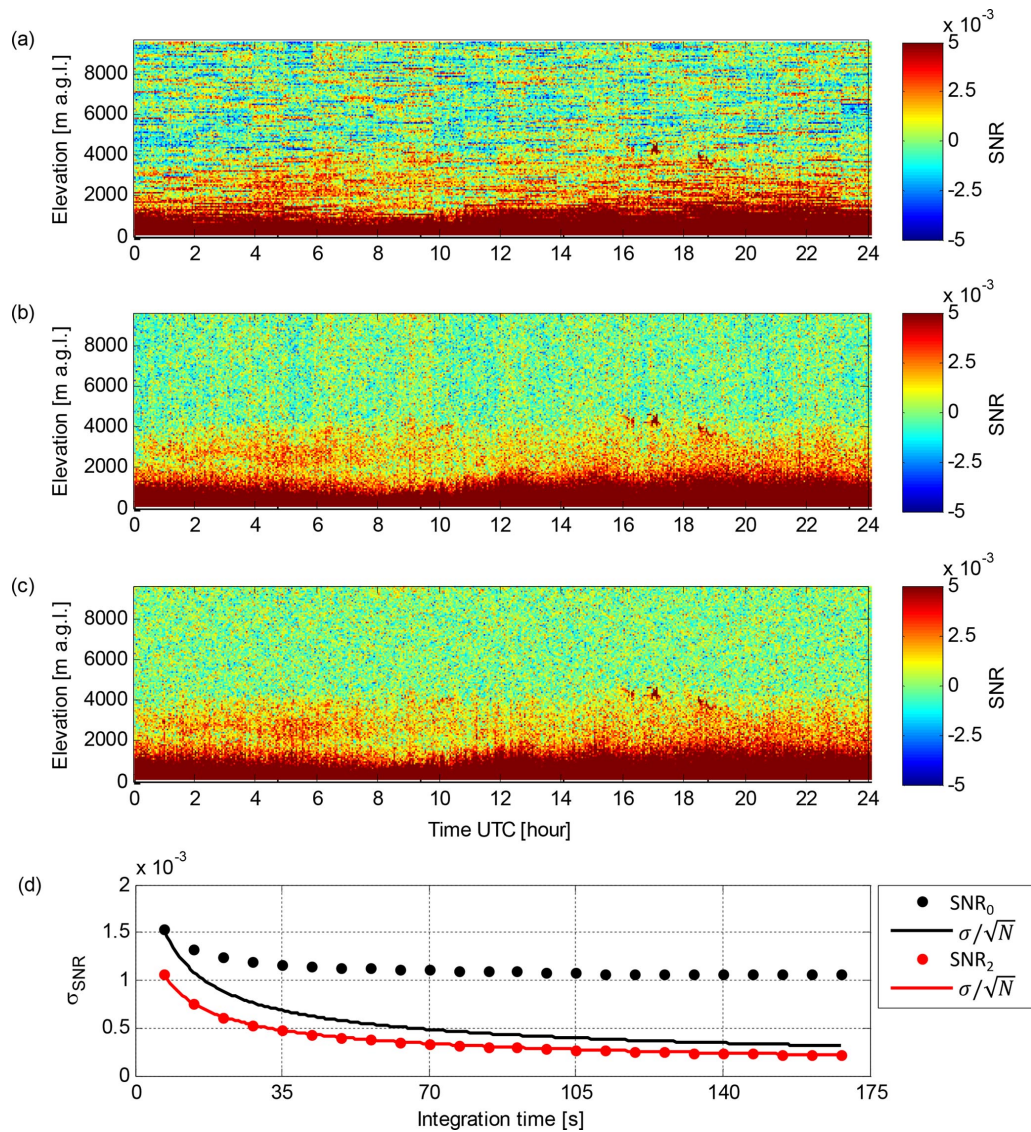 (a)
x 10⁻³
5
2.5
0
-2.5
-5
SNR
Elevation [m a.g.l.]
8000
6000
4000
2000
0
0 2 4 6 8 10 12 14 16 18 20 22 24
(b)
x 10⁻³
5
2.5
0
-2.5
-5
SNR
Elevation [m a.g.l.]
8000
6000
4000
2000
0
0 2 4 6 8 10 12 14 16 18 20 22 24
(c)
x 10⁻³
5
2.5
0
-2.5
-5
SNR
Elevation [m a.g.l.]
8000
6000
4000
2000
0
0 2 4 6 8 10 12 14 16 18 20 22 24
Time UTC [hour]
(d)
x 10⁻³
2
1.5
1
0.5
0
σSNR
0 35 70 105 140 175
Integration time [s]
SNR₀
σ/√N
SNR₂
σ/√N